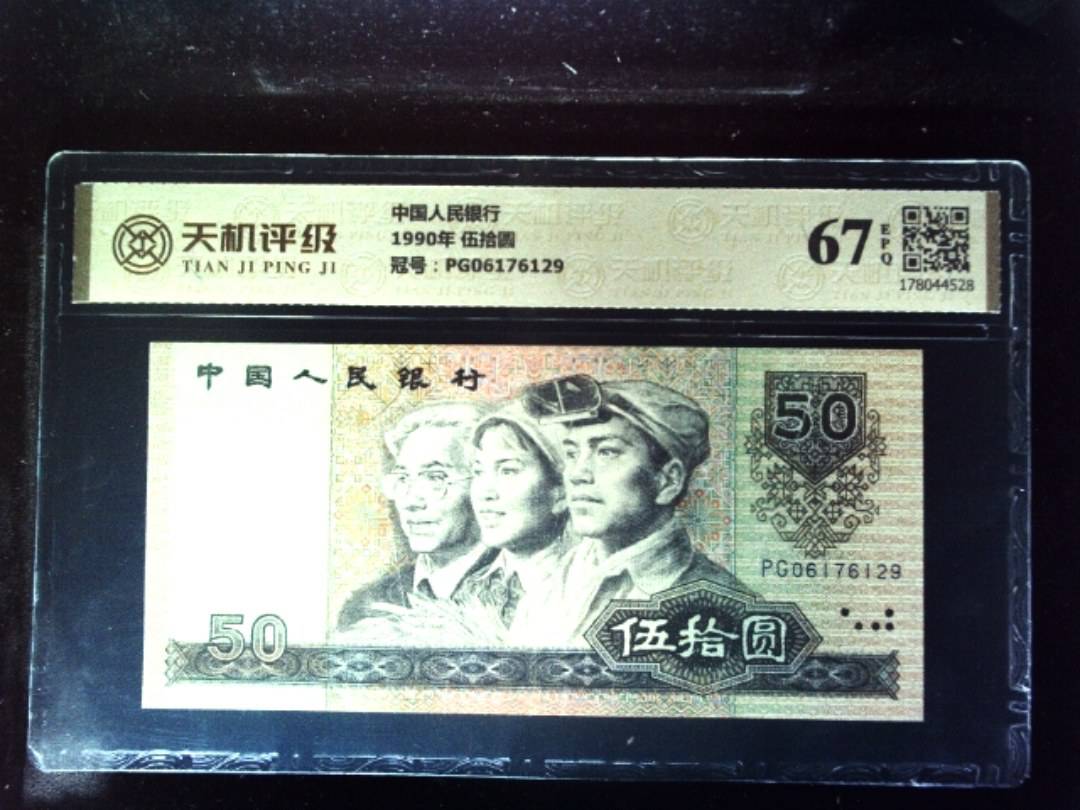 天机评级
TIAN JI PING JI
中国人民银行
1990年 伍拾圆
冠号：PG06176129
67
EPQ
178044528
中国人民银行
50
PG06176129
50
伍拾圆